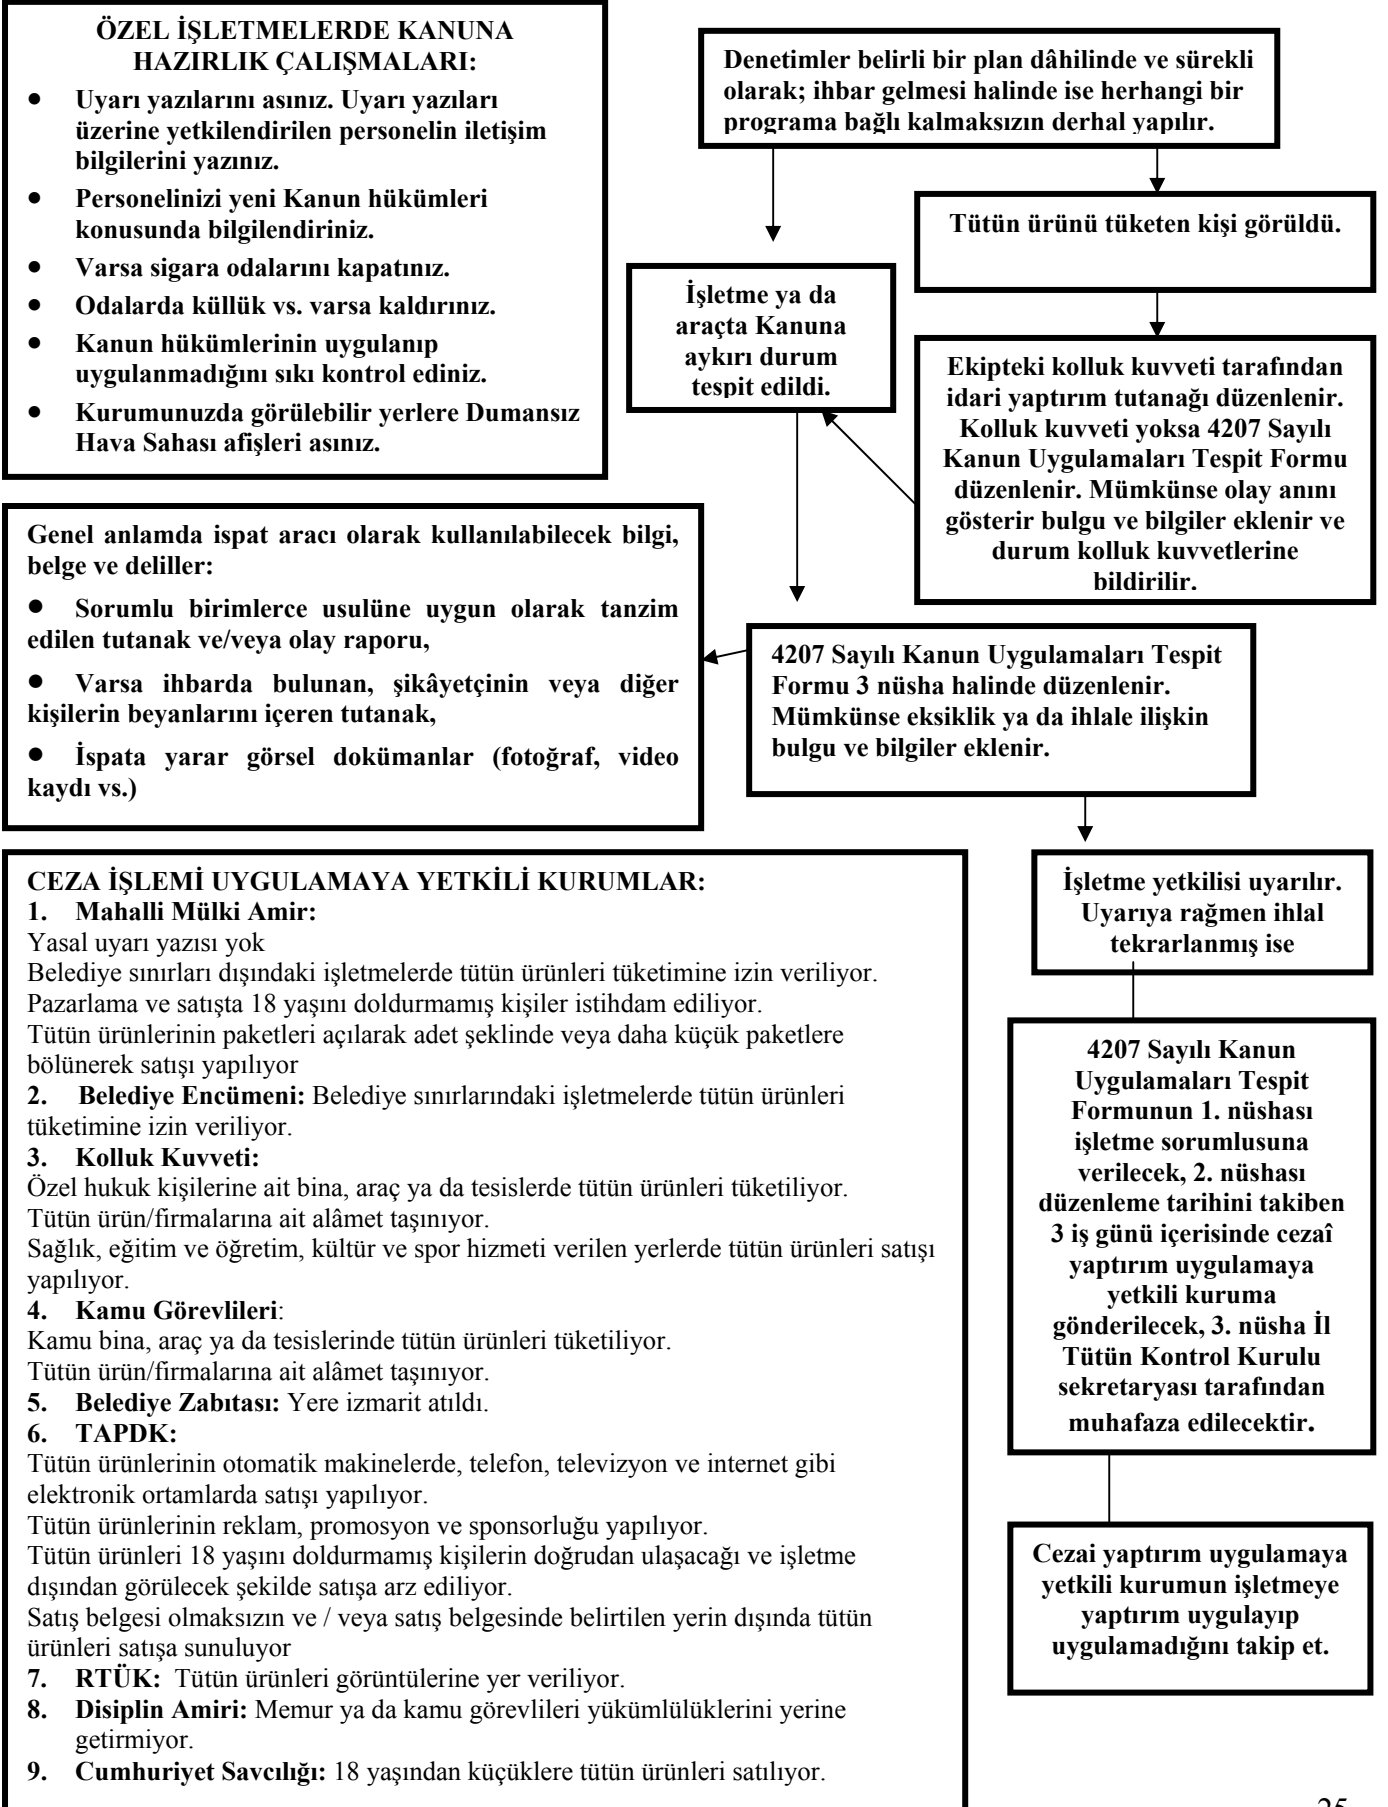 ÖZEL İŞLETMELERDE KANUNA
HAZIRLIK ÇALIŞMALARI:
● Uyarı yazılarını asınız. Uyarı yazıları
üzerine yetkilendirilen personelin iletişim
bilgilerini yazınız.
● Personelinizi yeni Kanun hükümleri
konusunda bilgilendiriniz.
● Varsa sigara odalarını kapatınız.
● Odalarda küllük vs. varsa kaldırınız.
● Kanun hükümlerinin uygulanıp
uygulanmadığını sıkı kontrol ediniz.
● Kurumunuzda görülebilir yerlere Dumansız
Hava Sahası afişleri asınız.
Denetimler belirli bir plan dâhilinde ve sürekli
olarak; ihbar gelmesi halinde ise herhangi bir
programa bağlı kalmaksızın derhal yapılır.
Tütün ürünü tüketen kişi görüldü.
İşletme ya da
araçta Kanuna
aykırı durum
tespit edildi.
Ekipteki kolluk kuvveti tarafından
idari yaptırım tutanağı düzenlenir.
Kolluk kuvveti yoksa 4207 Sayılı
Kanun Uygulamaları Tespit Formu
düzenlenir. Mümkünse olay anını
gösterir bulgu ve bilgiler eklenir ve
durum kolluk kuvvetlerine
bildirilir.
Genel anlamda ispat aracı olarak kullanılabilecek bilgi,
belge ve deliller:
● Sorumlu birimlerce usulüne uygun olarak tanzim
edilen tutanak ve/veya olay raporu,
● Varsa ihbarda bulunan, şikâyetçinin veya diğer
kişilerin beyanlarını içeren tutanak,
● İspata yarar görsel dokümanlar (fotoğraf, video
kaydı vs.)
4207 Sayılı Kanun Uygulamaları Tespit
Formu 3 nüsha halinde düzenlenir.
Mümkünse eksiklik ya da ihlale ilişkin
bulgu ve bilgiler eklenir.
CEZA İŞLEMİ UYGULAMAYA YETKİLİ KURUMLAR:
1. Mahalli Mülki Amir:
Yasal uyarı yazısı yok
Belediye sınırları dışındaki işletmelerde tütün ürünleri tüketimine izin veriliyor.
Pazarlama ve satışta 18 yaşını doldurmamış kişiler istihdam ediliyor.
Tütün ürünlerinin paketleri açılarak adet şeklinde veya daha küçük paketlere
bölünerek satışı yapılıyor
2. Belediye Encümeni: Belediye sınırlarındaki işletmelerde tütün ürünleri
tüketimine izin veriliyor.
3. Kolluk Kuvveti:
Özel hukuk kişilerine ait bina, araç ya da tesislerde tütün ürünleri tüketiliyor.
Tütün ürün/firmalarına ait alâmet taşınıyor.
Sağlık, eğitim ve öğretim, kültür ve spor hizmeti verilen yerlerde tütün ürünleri satışı
yapılıyor.
4. Kamu Görevlileri:
Kamu bina, araç ya da tesislerinde tütün ürünleri tüketiliyor.
Tütün ürün/firmalarına ait alâmet taşınıyor.
5. Belediye Zabıtası: Yere izmarit atıldı.
6. TAPDK:
Tütün ürünlerinin otomatik makinelerde, telefon, televizyon ve internet gibi
elektronik ortamlarda satışı yapılıyor.
Tütün ürünlerinin reklam, promosyon ve sponsorluğu yapılıyor.
Tütün ürünleri 18 yaşını doldurmamış kişilerin doğrudan ulaşacağı ve işletme
dışından görülecek şekilde satışa arz ediliyor.
Satış belgesi olmaksızın ve / veya satış belgesinde belirtilen yerin dışında tütün
ürünleri satışa sunuluyor
7. RTÜK: Tütün ürünleri görüntülerine yer veriliyor.
8. Disiplin Amiri: Memur ya da kamu görevlileri yükümlülüklerini yerine
getirmiyor.
9. Cumhuriyet Savcılığı: 18 yaşından küçüklere tütün ürünleri satılıyor.
İşletme yetkilisi uyarılır.
Uyarıya rağmen ihlal
tekrarlanmış ise
4207 Sayılı Kanun
Uygulamaları Tespit
Formunun 1. nüshası
işletme sorumlusuna
verilecek, 2. nüshası
düzenleme tarihini takiben
3 iş günü içerisinde cezaî
yaptırım uygulamaya
yetkili kuruma
gönderilecek, 3. nüsha İl
Tütün Kontrol Kurulu
sekretaryası tarafından
muhafaza edilecektir.
Cezai yaptırım uygulamaya
yetkili kurumun işletmeye
yaptırım uygulayıp
uygulamadığını takip et.